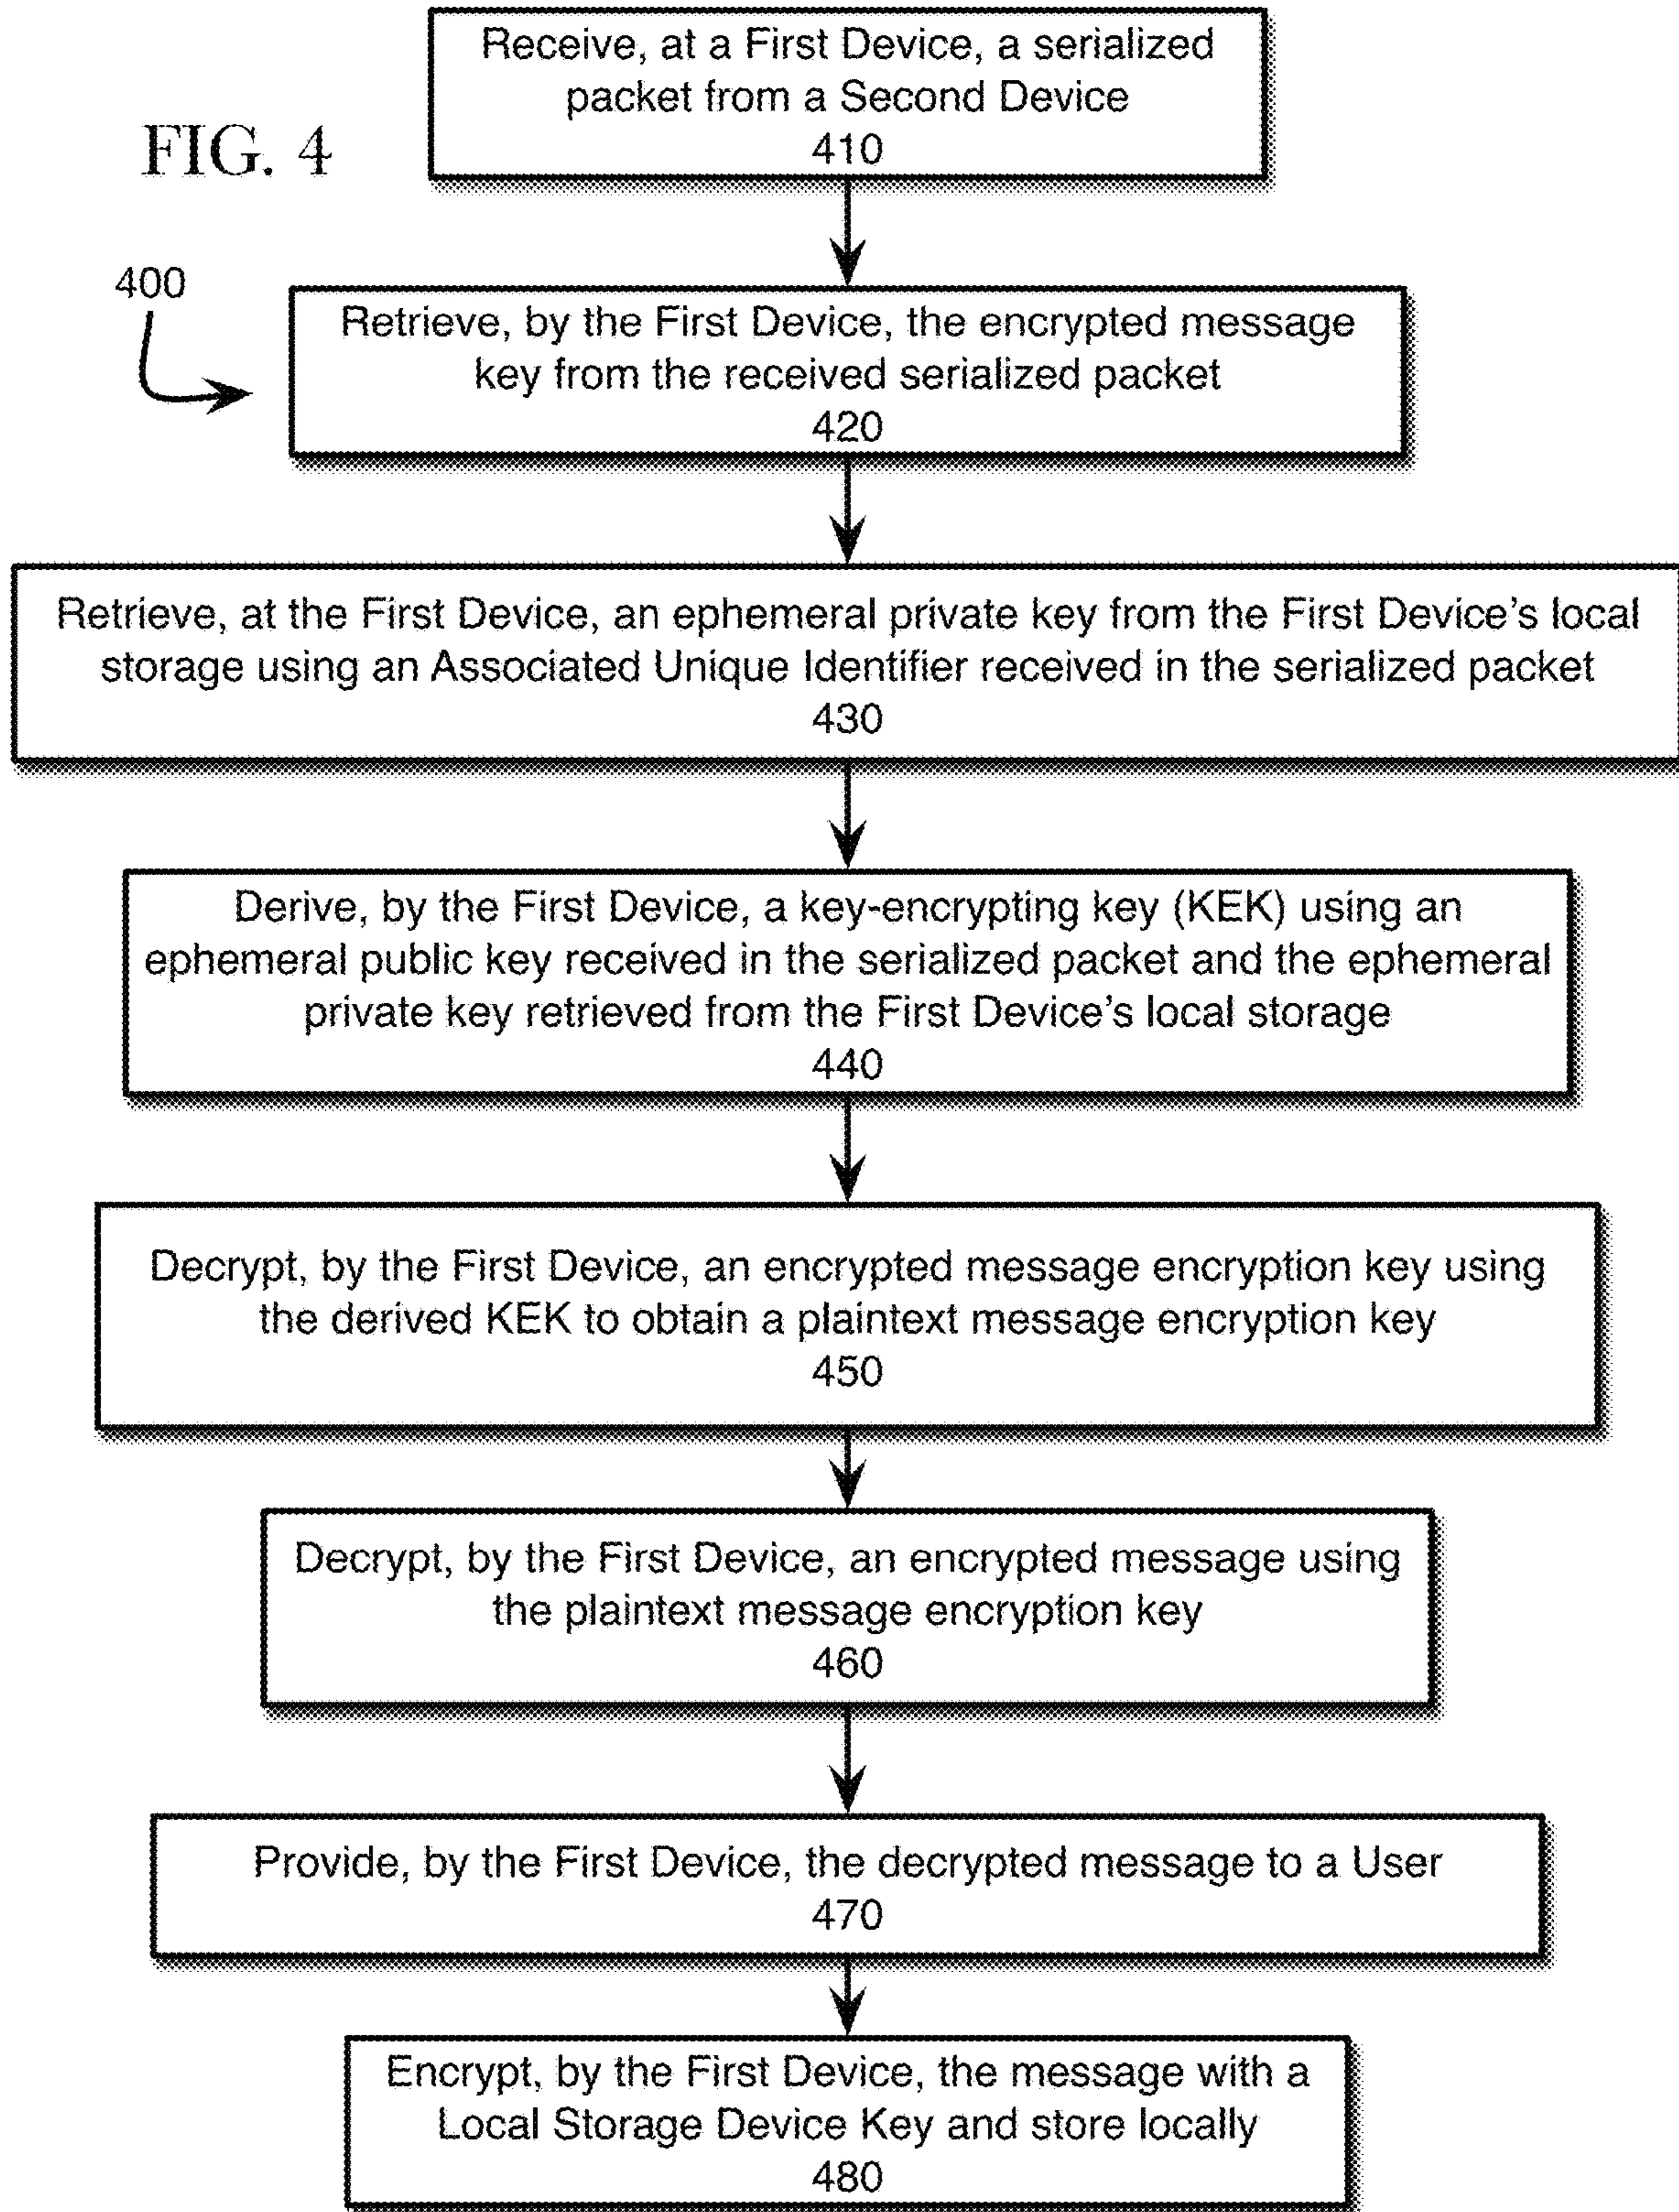 Receive, at a First Device, a serialized
packet from a Second Device
410
FIG. 4
400
Retrieve, by the First Device, the encrypted message
key from the received serialized packet
420
Retrieve, at the First Device, an ephemeral private key from the First Device's local
storage using an Associated Unique Identifier received in the serialized packet
430
Derive, by the First Device, a key-encrypting key (KEK) using an
ephemeral public key received in the serialized packet and the ephemeral
private key retrieved from the First Device's local storage
440
Decrypt, by the First Device, an encrypted message encryption key using
the derived KEK to obtain a plaintext message encryption key
450
Decrypt, by the First Device, an encrypted message using
the plaintext message encryption key
460
Provide, by the First Device, the decrypted message to a User
470
Encrypt, by the First Device, the message with a
Local Storage Device Key and store locally
480